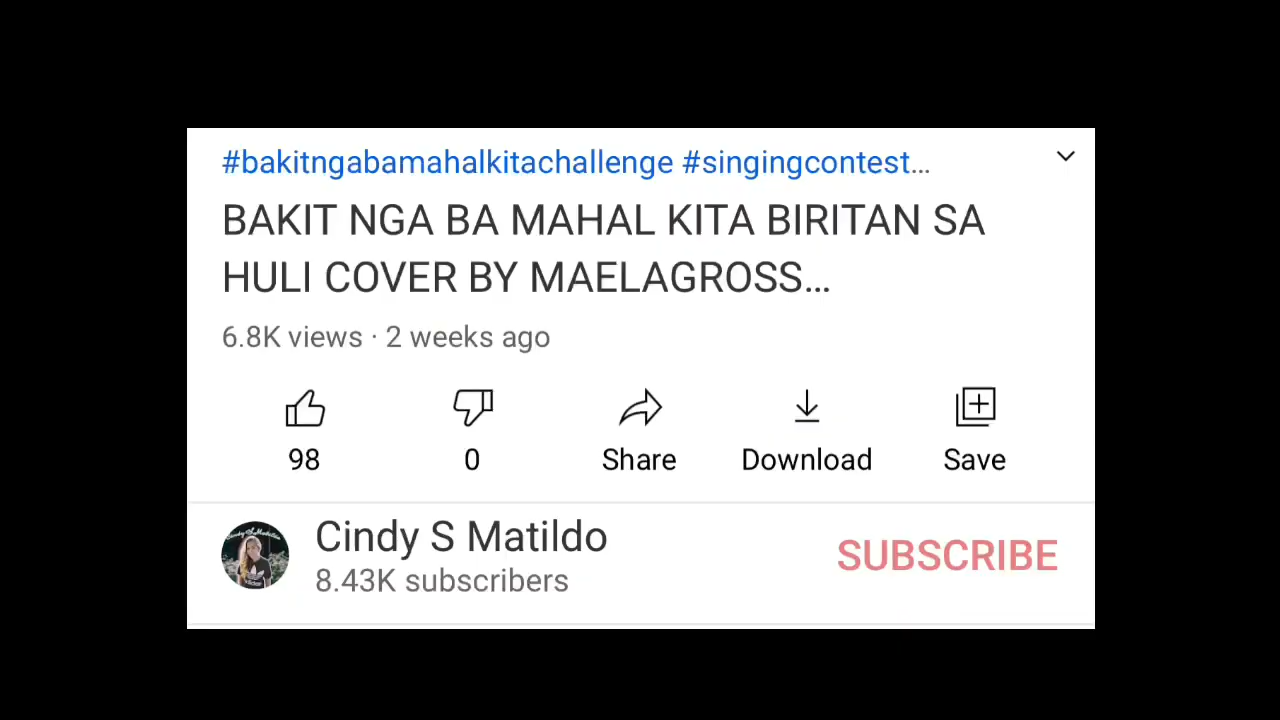 #bakitngabamahalkitachallenge #singingcontest...
BAKIT NGA BA MAHAL KITA BIRITAN SA
HULI COVER BY MAELAGROSS...
6.8K views · 2 weeks ago
98
0
Share
Download
Save
Cindy S Matildo
8.43K subscribers
SUBSCRIBE